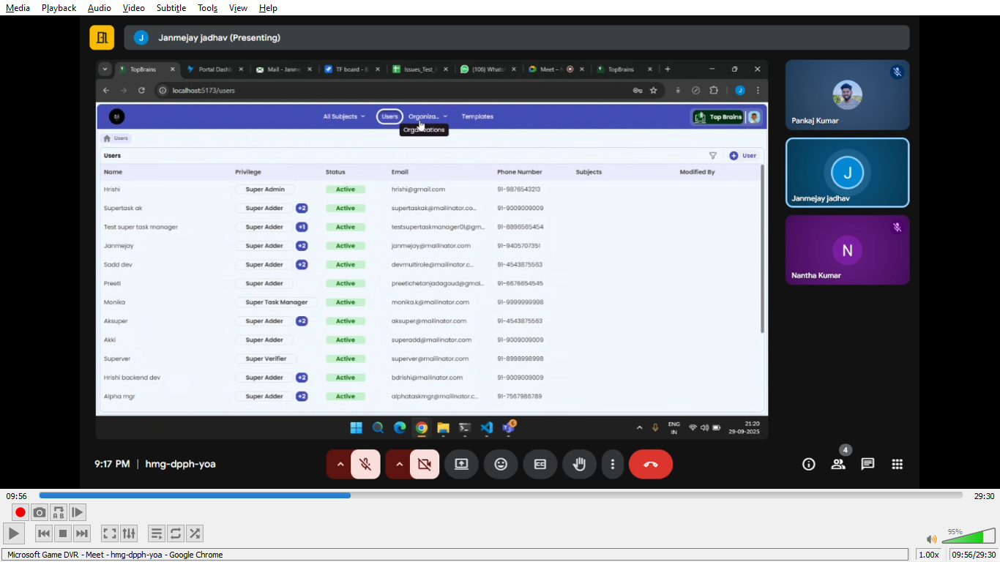 Media Playback Audio Video Subtitle Tools View Help
J Janmejay jadhav (Presenting)
TopBrains Portal Dash Mail - Janme TF board - Issues_Test_ (106) Whats Meet – TopBrains
localhost:5173/users J
All Subjects Users Organiza... Templates Top Brains
Organizations
Users
Users User
Name Privilege Status Email Phone Number Subjects Modified By
Hrishi Super Admin Active hrishi@gmail.com 91-9876543213
Supertask ak Super Adder +2 Active supertaskak@mailinator.co... 91-9009009009
Test super task manager Super Adder +1 Active testsupertaskmanager01@gm... 91-8896565454
Janmejay Super Adder +2 Active janmejay@mailinator.com 91-9405707351
Sadd dev Super Adder +2 Active devmultirole@mailinator.c... 91-4543875563
Preeti Super Adder Active preetichetanjadagoud@gmai... 91-6676654545
Monika Super Task Manager Active monika.k@mailinator.com 91-9999999998
Aksuper Super Adder +2 Active aksuper@mailinator.com 91-4543875563
Akki Super Adder Active superadd@mailinator.com 91-9009009009
Superver Super Verifier Active superver@mailinator.com 91-8998998998
Hrishi backend dev Super Adder +2 Active bdrishi@mailinator.com 91-9009009009
Alpha mgr Super Adder +2 Active alphataskmgr@mailinator.c... 91-7567986789
6 ENG IN 21:20 29-09-2025
Pankaj Kumar
J
Janmejay jadhav
N
Nantha Kumar
9:17 PM | hmg-dpph-yoa 4
09:56 29:30
A B
95%
Microsoft Game DVR - Meet - hmg-dpph-yoa - Google Chrome 1.00x 09:56/29:30